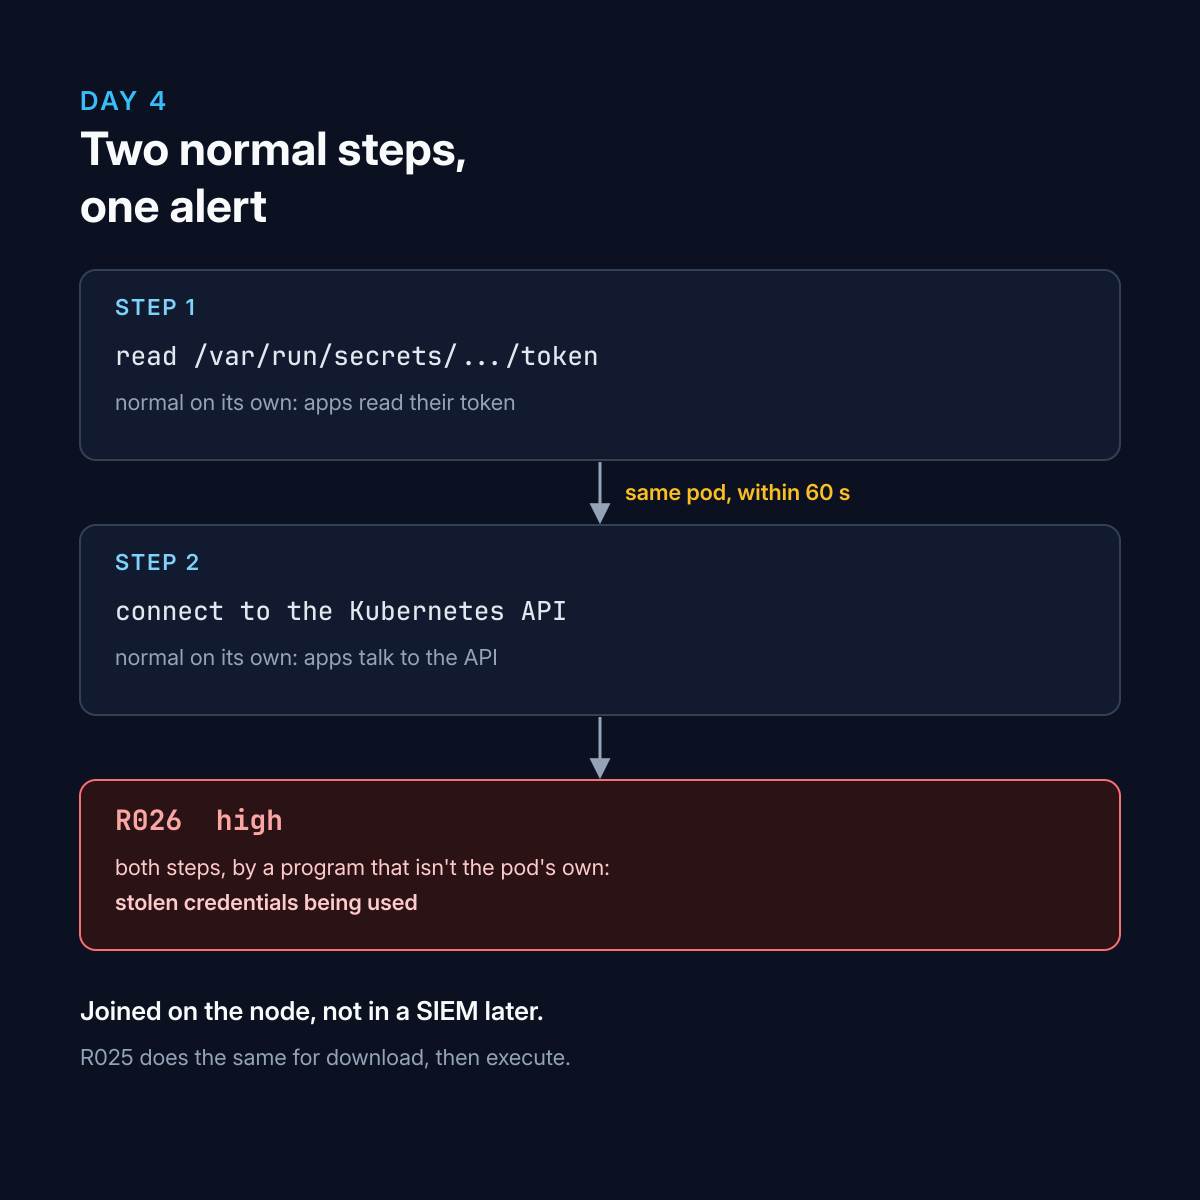 DAY 4
Two normal steps,
one alert
STEP 1
read /var/run/secrets/.../token
normal on its own: apps read their token
same pod, within 60 s
STEP 2
connect to the Kubernetes API
normal on its own: apps talk to the API
R026 high
both steps, by a program that isn't the pod's own:
stolen credentials being used
Joined on the node, not in a SIEM later.
R025 does the same for download, then execute.